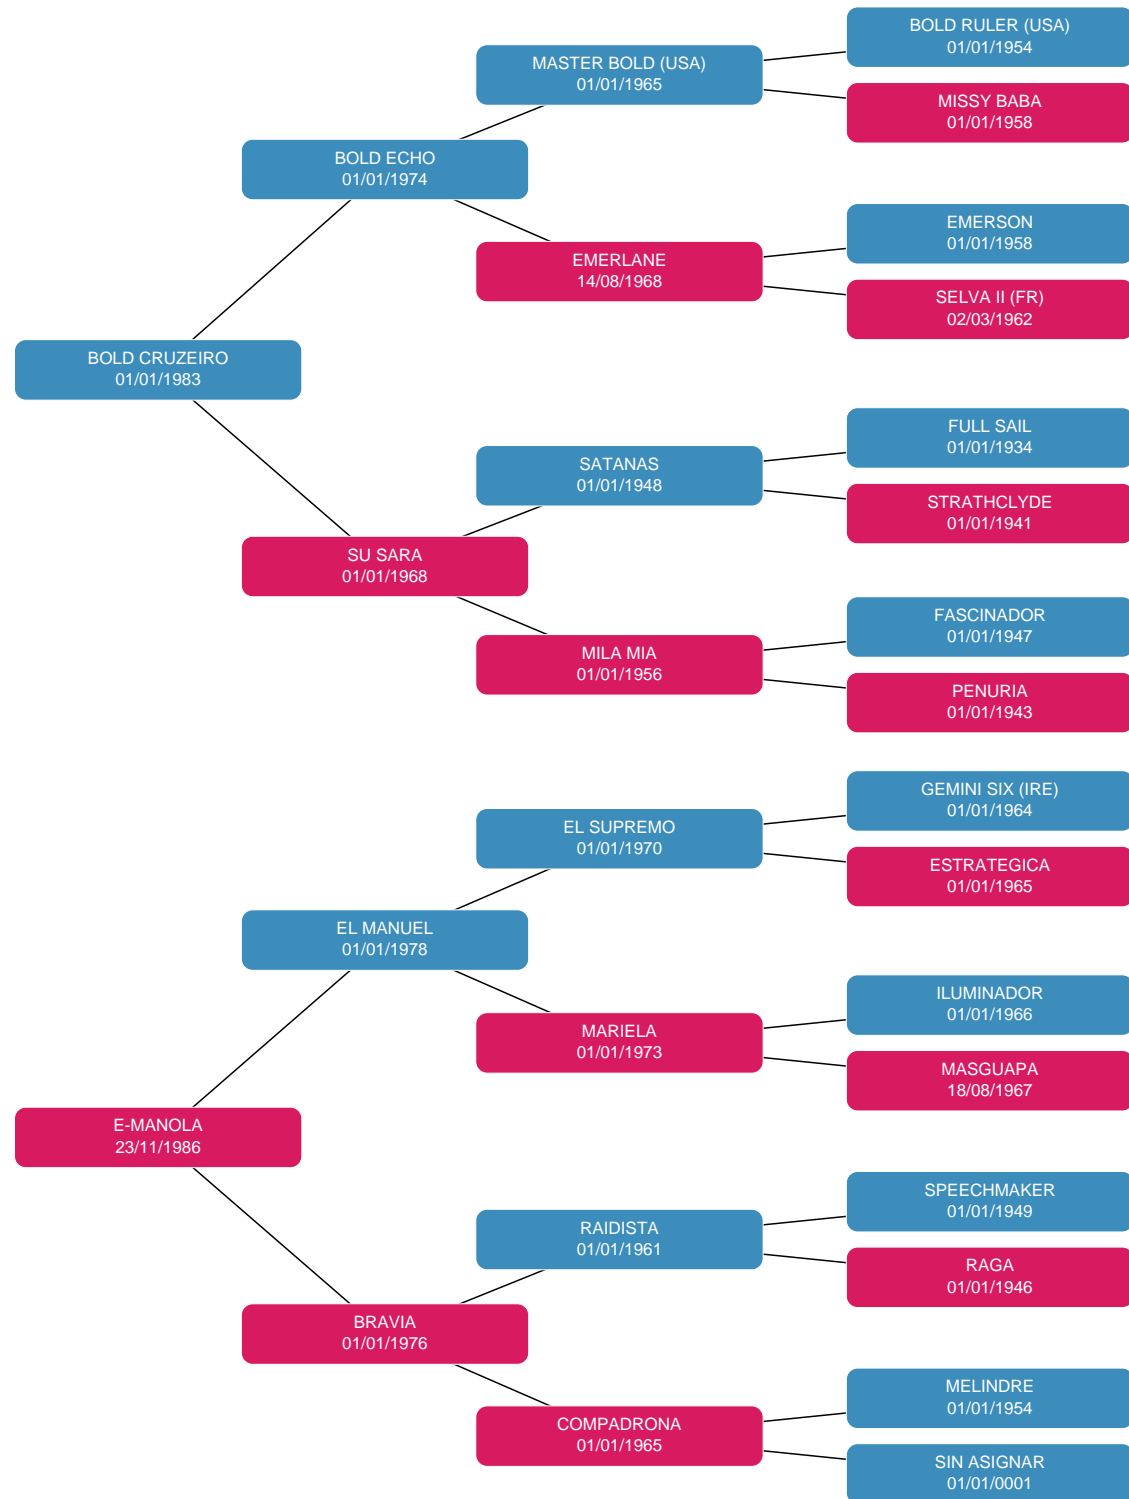 BOLD RULER (USA)
01/01/1954
MASTER BOLD (USA)
01/01/1965
MISSY BABA
01/01/1958
BOLD ECHO
01/01/1974
EMERSON
01/01/1958
EMERLANE
14/08/1968
SELVA II (FR)
02/03/1962
BOLD CRUZEIRO
01/01/1983
FULL SAIL
01/01/1934
SATANAS
01/01/1948
STRATHCLYDE
01/01/1941
SU SARA
01/01/1968
FASCINADOR
01/01/1947
MILA MIA
01/01/1956
PENURIA
01/01/1943
GEMINI SIX (IRE)
01/01/1964
EL SUPREMO
01/01/1970
ESTRATEGICA
01/01/1965
EL MANUEL
01/01/1978
ILUMINADOR
01/01/1966
MARIELA
01/01/1973
MASGUAPA
18/08/1967
E-MANOLA
23/11/1986
SPEECHMAKER
01/01/1949
RAIDISTA
01/01/1961
RAGA
01/01/1946
BRAVIA
01/01/1976
MELINDRE
01/01/1954
COMPADRONA
01/01/1965
SIN ASIGNAR
01/01/0001